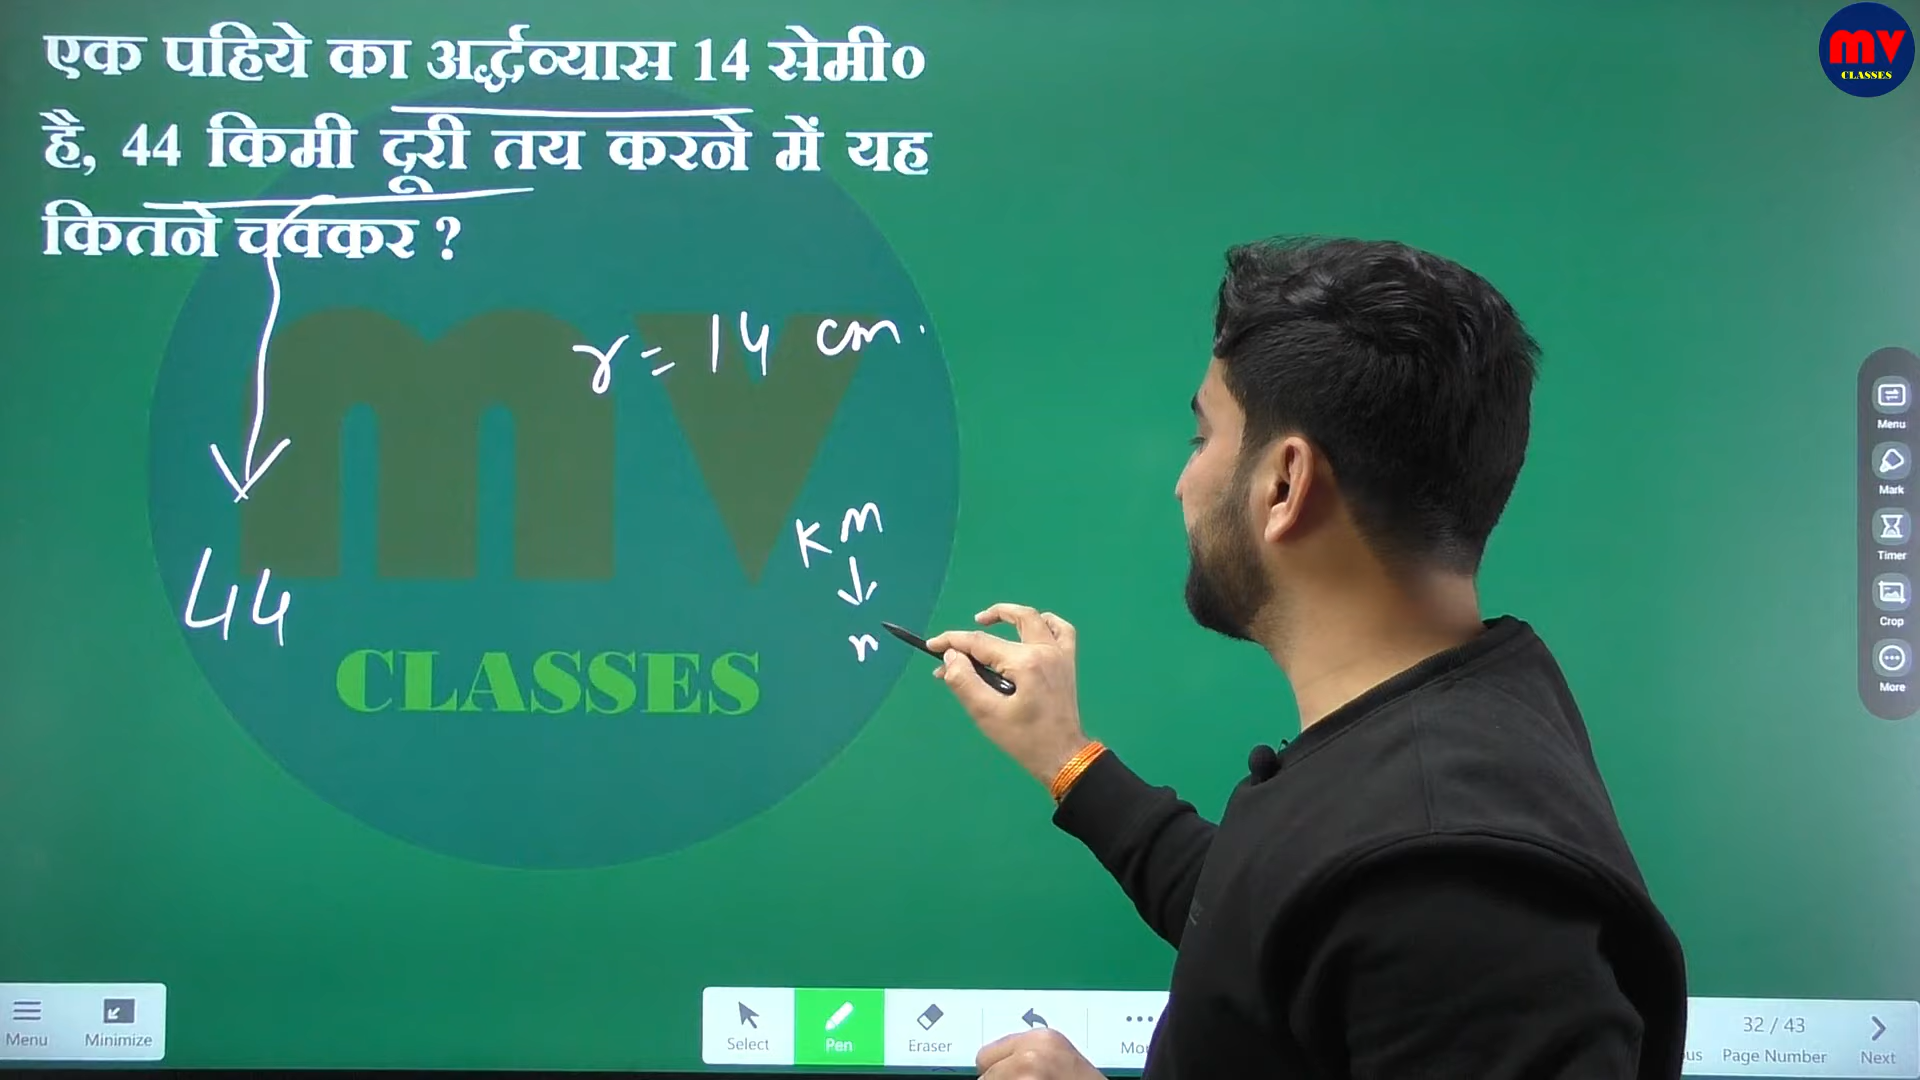 एक पहिये का अर्द्धव्यास 14 सेमी०
है, 44 किमी दूरी तय करने में यह
कितने चक्कर ?
mv
CLASSES
r = 14 cm.
KM
44
mv
CLASSES
Menu
Mark
Timer
Crop
More
Menu
Minimize
Select
Pen
Eraser
32 / 43
Page Number
Next